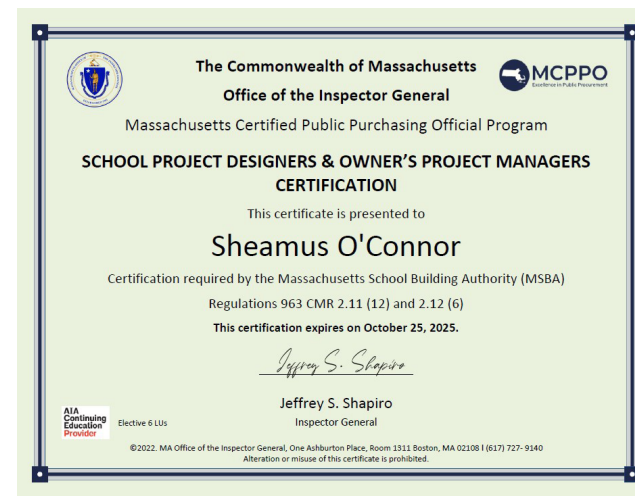 The Commonwealth of Massachusetts
Office of the Inspector General
MCPPO
Excellence in Public Procurement
Massachusetts Certified Public Purchasing Official Program
SCHOOL PROJECT DESIGNERS & OWNER'S PROJECT MANAGERS
CERTIFICATION
This certificate is presented to
Sheamus O'Connor
Certification required by the Massachusetts School Building Authority (MSBA)
Regulations 963 CMR 2.11 (12) and 2.12 (6)
This certification expires on October 25, 2025.
Jeffrey S. Shapiro
Jeffrey S. Shapiro
Inspector General
AIA
Continuing
Education
Provider
Elective 6 LUs
©2022. MA Office of the Inspector General, One Ashburton Place, Room 1311 Boston, MA 02108 l (617) 727- 9140
Alteration or misuse of this certificate is prohibited.